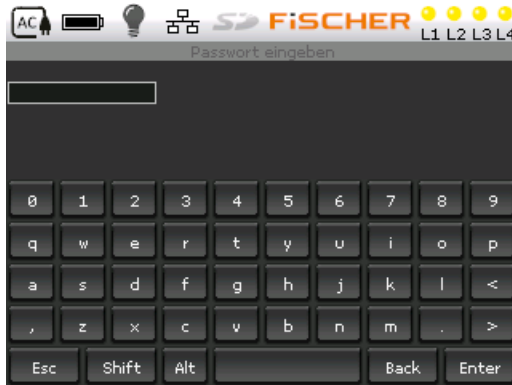 AC SD FiSCHER L1 L2 L3 L4
Passwort eingeben
0 1 2 3 4 5 6 7 8 9
q w e r t y u i o p
a s d f g h j k l <
, z x c v b n m . >
Esc Shift Alt Back Enter